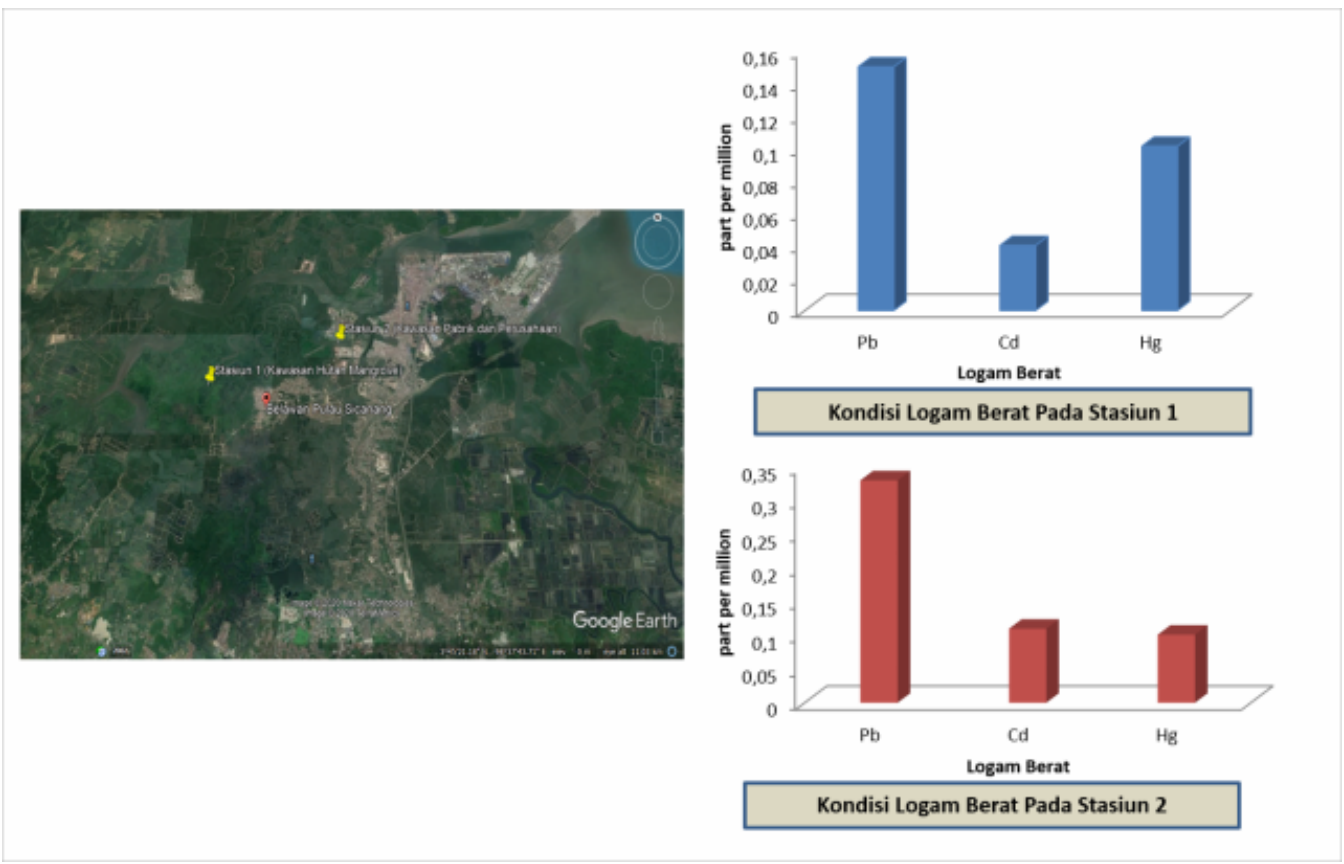 Stasiun 2 (Kawasan Pabrik dan Perusahaan)
Stasiun 1 (Kawasan Hutan Mangrove)
Belawan Pulau Sicanang
Google Earth
0,16
0,14
0,12
0,1
0,08
0,06
0,04
0,02
0
part per million
Pb Cd Hg
Logam Berat
Kondisi Logam Berat Pada Stasiun 1
0,35
0,3
0,25
0,2
0,15
0,1
0,05
0
part per million
Pb Cd Hg
Logam Berat
Kondisi Logam Berat Pada Stasiun 2